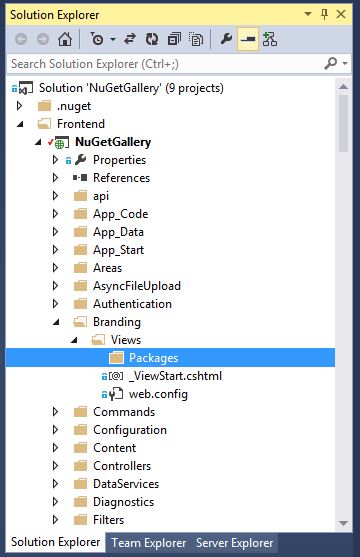 Solution Explorer
Search Solution Explorer (Ctrl+;)
Solution 'NuGetGallery' (9 projects)
.nuget
Frontend
NuGetGallery
Properties
References
api
App_Code
App_Data
App_Start
Areas
AsyncFileUpload
Authentication
Branding
Views
Packages
_ViewStart.cshtml
web.config
Commands
Configuration
Content
Controllers
DataServices
Diagnostics
Filters
Solution Explorer Team Explorer Server Explorer